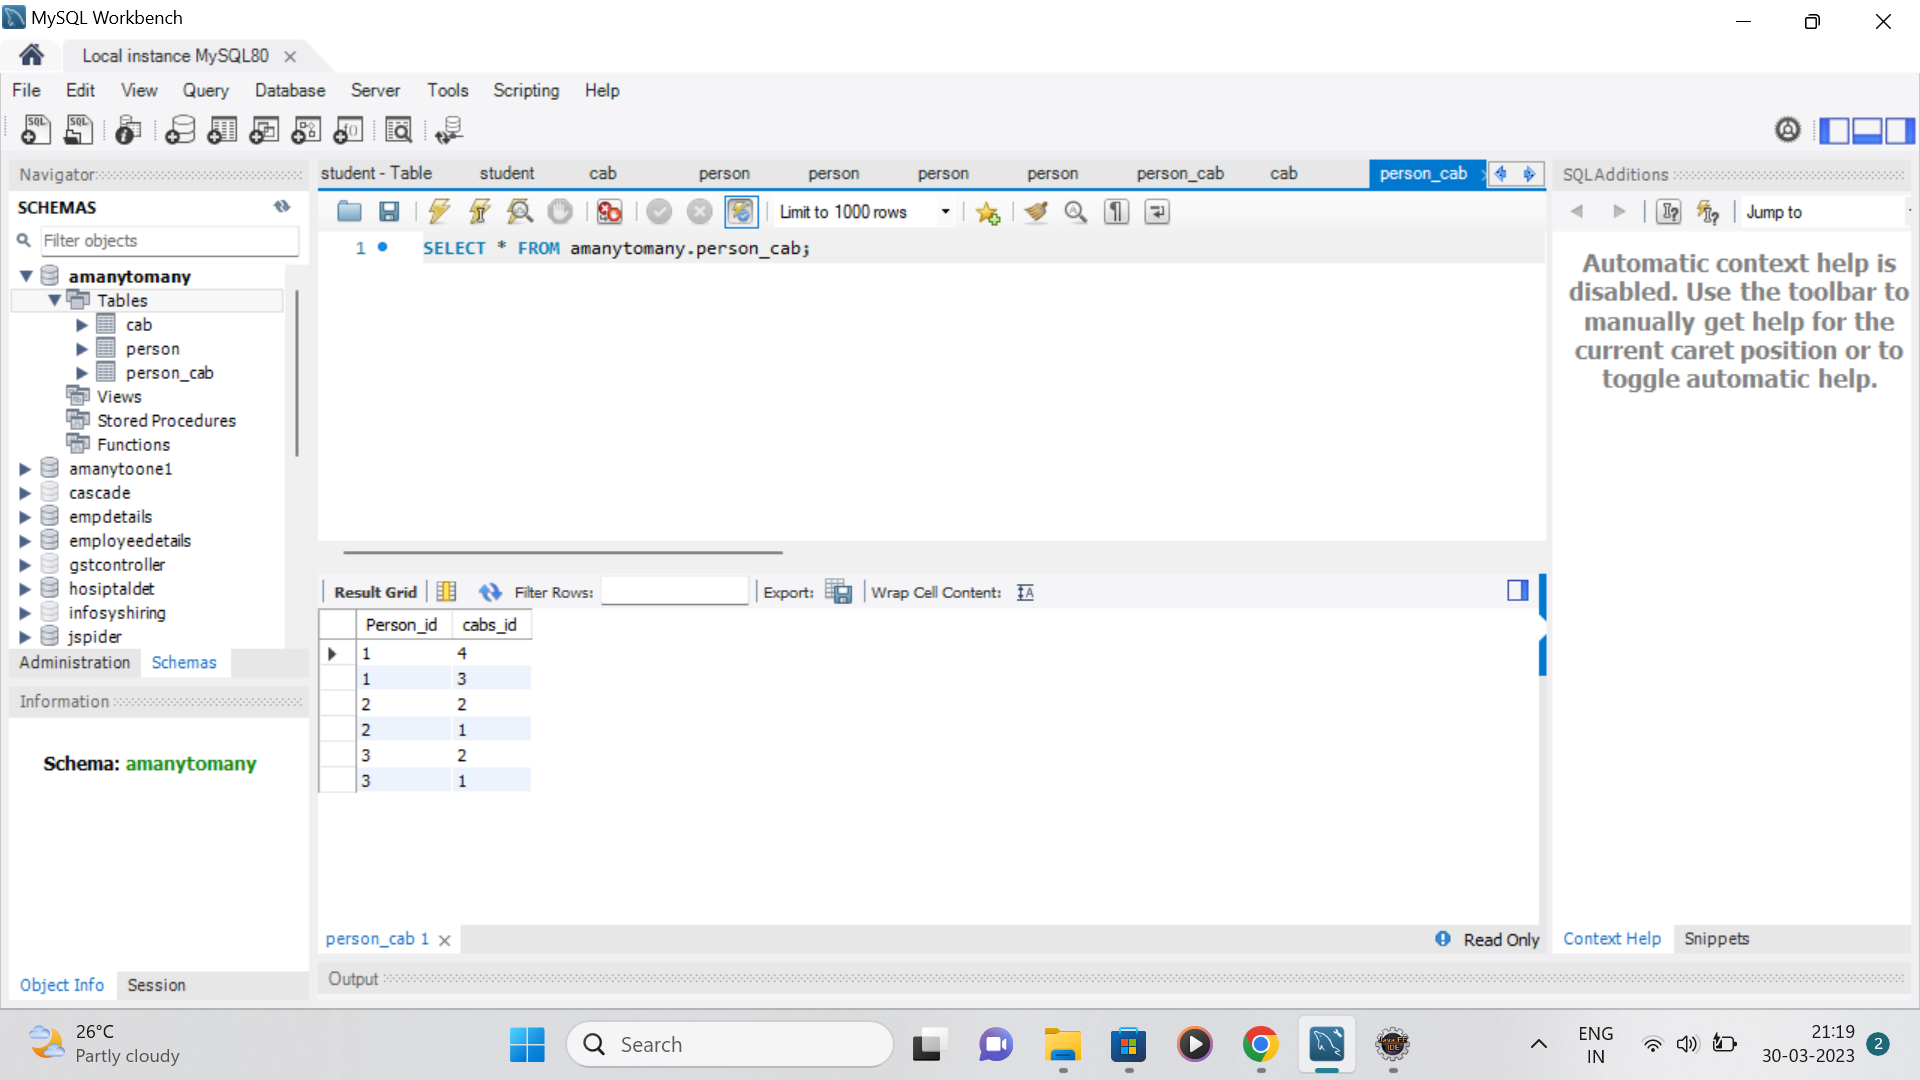 MySQL Workbench
Local instance MySQL80
File Edit View Query Database Server Tools Scripting Help
Navigator
SCHEMAS
Filter objects
amanytomany
Tables
cab
person
person_cab
Views
Stored Procedures
Functions
amanytoone1
cascade
empdetails
employeedetails
gstcontroller
hosiptaldet
infosyshiring
jspider
Administration Schemas
Information
Schema: amanytomany
Object Info Session
student - Table student cab person person person person person_cab cab person_cab
Limit to 1000 rows
1 SELECT * FROM amanytomany.person_cab;
Result Grid Filter Rows: Export: Wrap Cell Content:
Person_id cabs_id
1 4
1 3
2 2
2 1
3 2
3 1
person_cab 1
Read Only
Output
SQLAdditions
Jump to
Automatic context help is
disabled. Use the toolbar to
manually get help for the
current caret position or to
toggle automatic help.
Context Help Snippets
26°C
Partly cloudy
Search
ENG
IN
21:19
30-03-2023
2